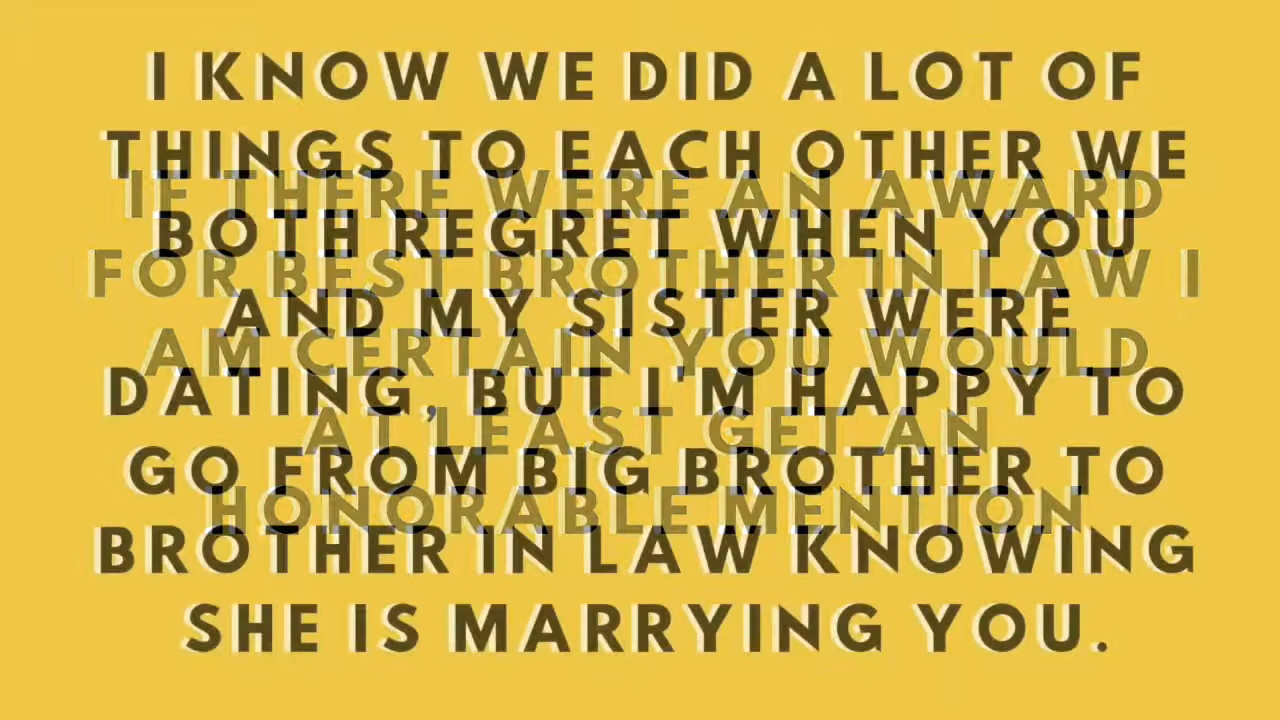 I KNOW WE DID A LOT OF
THINGS TO EACH OTHER WE
BOTH REGRET WHEN YOU
AND MY SISTER WERE
DATING, BUT I'M HAPPY TO
GO FROM BIG BROTHER TO
BROTHER IN LAW KNOWING
SHE IS MARRYING YOU.
IF THERE WERE AN AWARD
FOR BEST BROTHER IN LAW I
AM CERTAIN YOU WOULD
AT LEAST GET AN
HONORABLE MENTION